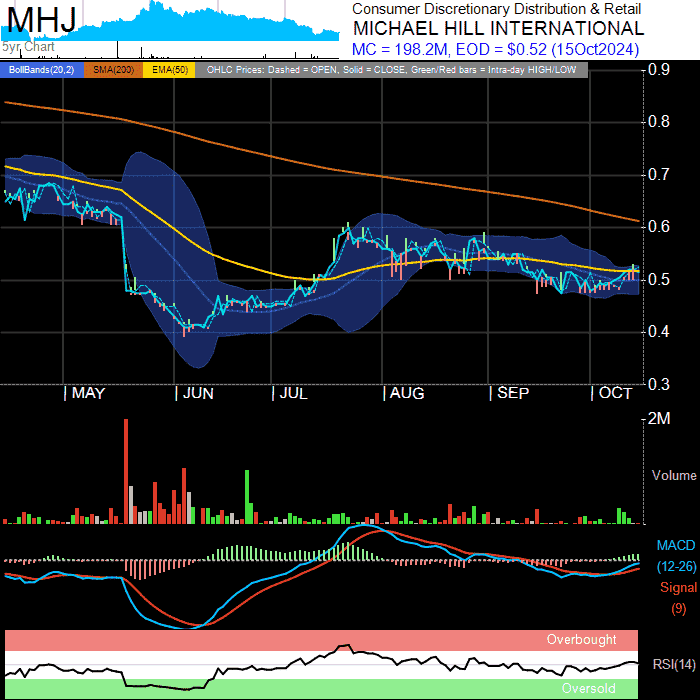 MHJ
5yr Chart
Consumer Discretionary Distribution & Retail
MICHAEL HILL INTERNATIONAL
MC = 198.2M, EOD = $0.52 (15Oct2024)
BollBands(20,2) SMA(200) EMA(50) OHLC Prices: Dashed = OPEN, Solid = CLOSE, Green/Red bars = Intra-day HIGH/LOW
0.9
0.8
0.7
0.6
0.5
0.4
0.3
| MAY | JUN | JUL | AUG | SEP | OCT
2M
Volume
MACD
(12-26)
Signal
(9)
Overbought
RSI(14)
Oversold